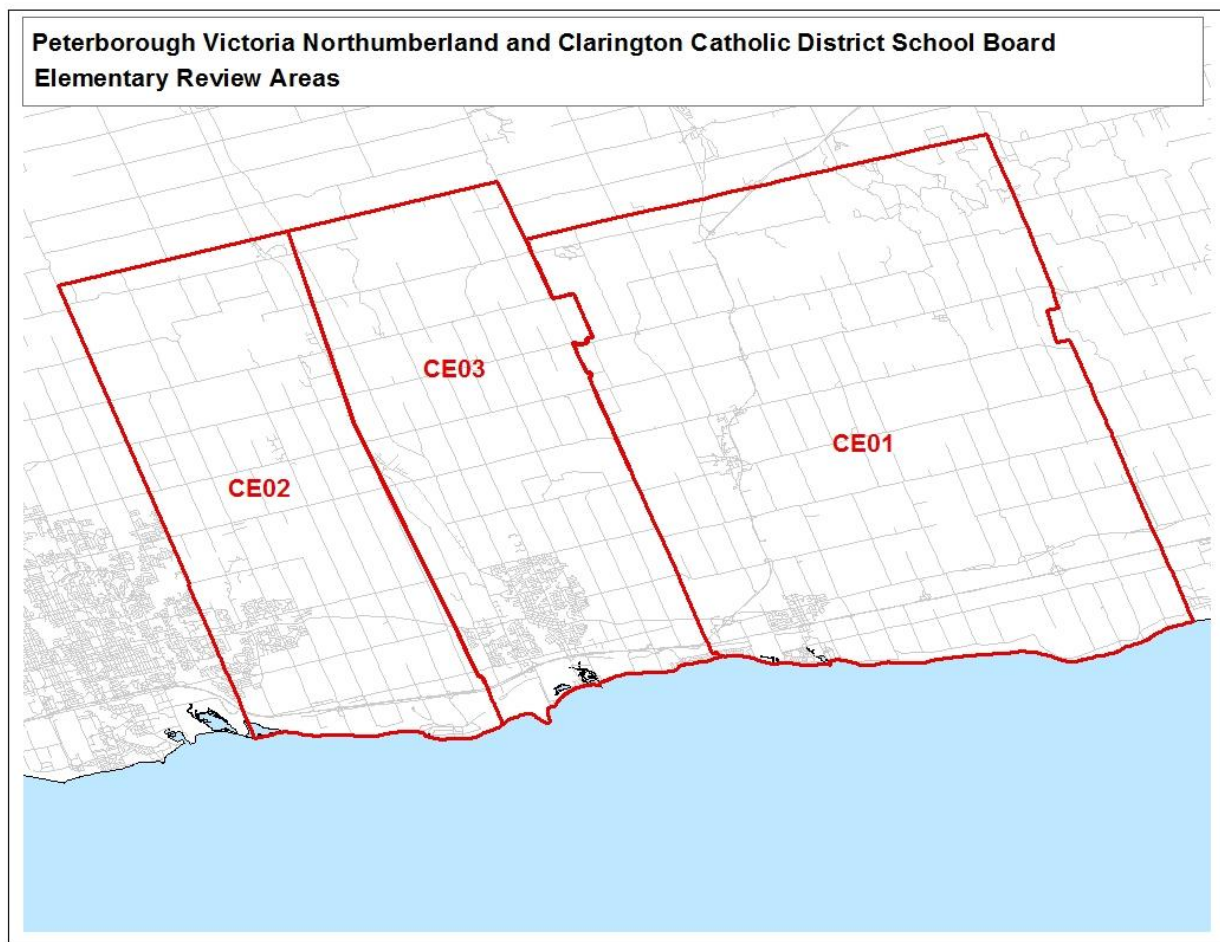 Peterborough Victoria Northumberland and Clarington Catholic District School Board
Elementary Review Areas
CE03
CE01
CE02